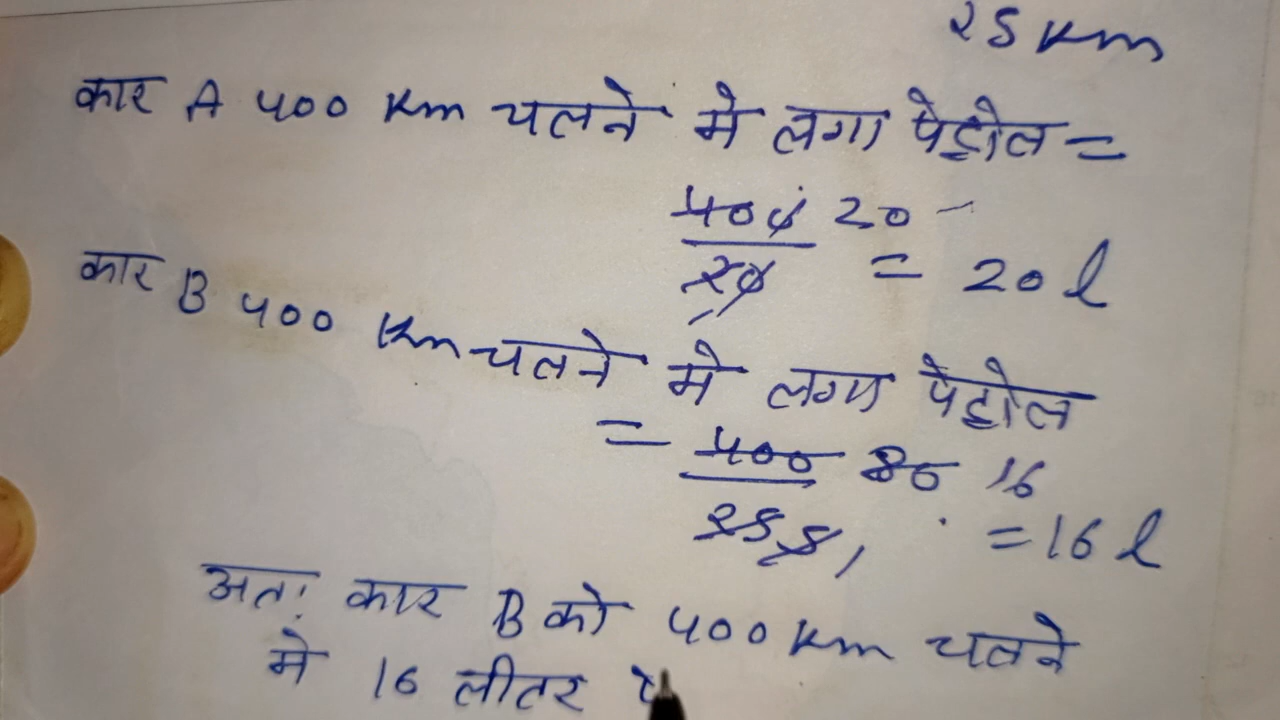 25 Km
कार A 400 Km चलने मे लगा पेट्रोल =
400 20
20 = 20 l
कार B 400 Km चलने मे लगा पेट्रोल
= 400 80 16
25 5 1 = 16 l
अतः कार B को 400 Km चलने
मे 16 लीटर